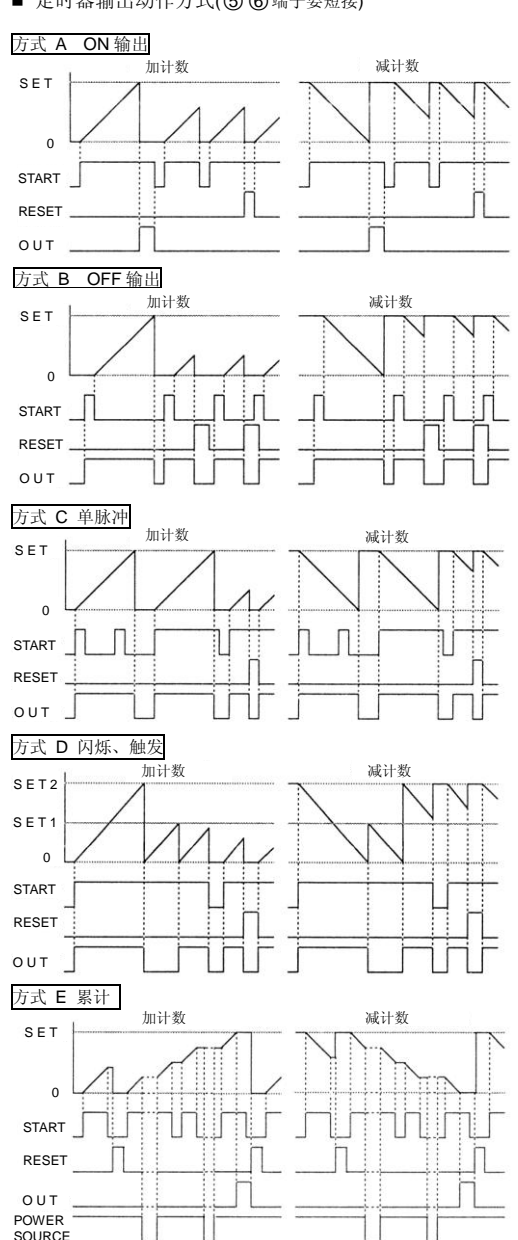 ■ 定时器输出动作方式(⑤ ⑥ 端子要短接)
方式 A ON 输出
加计数 减计数
SET
0
START
RESET
OUT
方式 B OFF 输出
加计数 减计数
SET
0
START
RESET
OUT
方式 C 单脉冲
加计数 减计数
SET
0
START
RESET
OUT
方式 D 闪烁、触发
加计数 减计数
SET2
SET1
0
START
RESET
OUT
方式 E 累计
加计数 减计数
SET
0
START
RESET
OUT
POWER
SOURCE